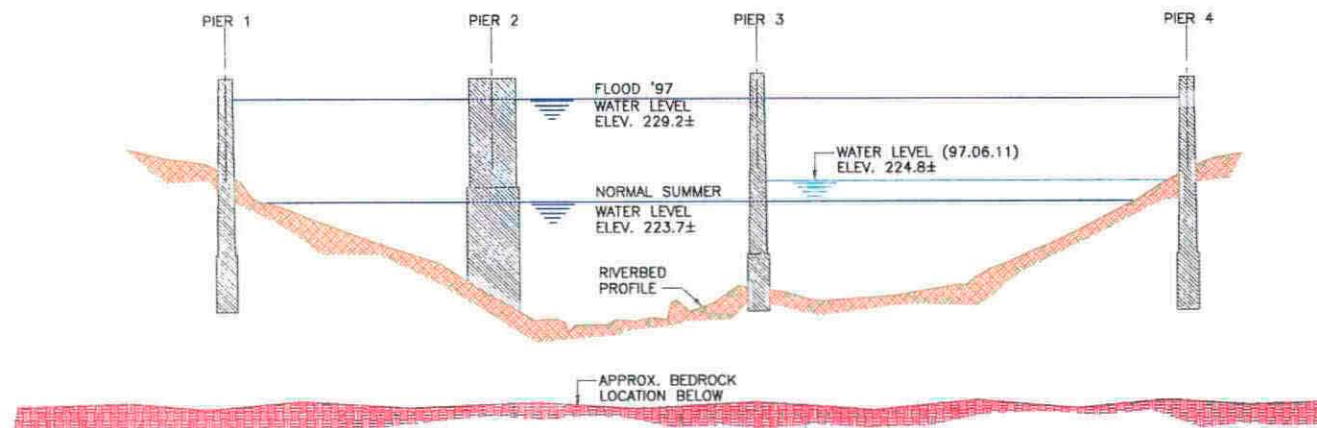 PIER 1
PIER 2
PIER 3
PIER 4
FLOOD '97
WATER LEVEL
ELEV. 229.2±
WATER LEVEL (97.06.11)
ELEV. 224.8±
NORMAL SUMMER
WATER LEVEL
ELEV. 223.7±
RIVERBED
PROFILE
APPROX. BEDROCK
LOCATION BELOW